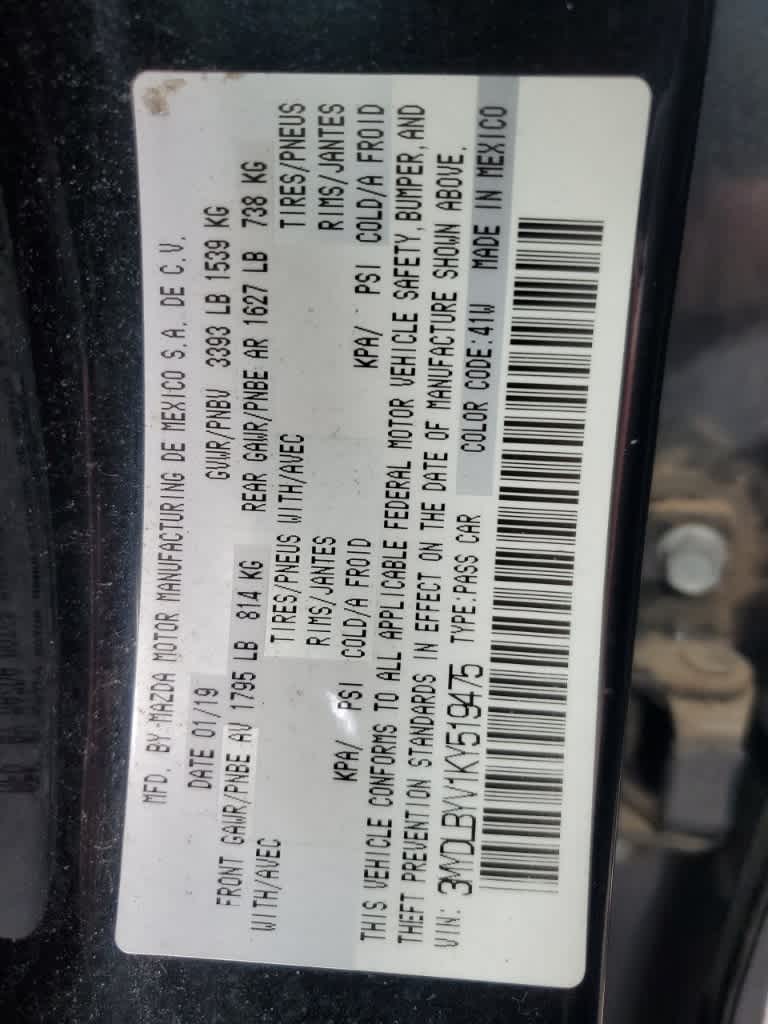 MFD. BY MAZDA MOTOR MANUFACTURING DE MEXICO S.A. DE C.V.
DATE 01/19 GVWR/PNBV 3393 LB 1539 KG
FRONT GAWR/PNBE AV 1795 LB 814 KG REAR GAWR/PNBE AR 1627 LB 738 KG
WITH/AVEC TIRES/PNEUS WITH/AVEC TIRES/PNEUS
RIMS/JANTES RIMS/JANTES
KPA/ PSI COLD/A FROID KPA/ PSI COLD/A FROID
THIS VEHICLE CONFORMS TO ALL APPLICABLE FEDERAL MOTOR VEHICLE SAFETY, BUMPER, AND
THEFT PREVENTION STANDARDS IN EFFECT ON THE DATE OF MANUFACTURE SHOWN ABOVE.
VIN: 3MYDLBYV1KY519475 TYPE:PASS CAR COLOR CODE:41W MADE IN MEXICO